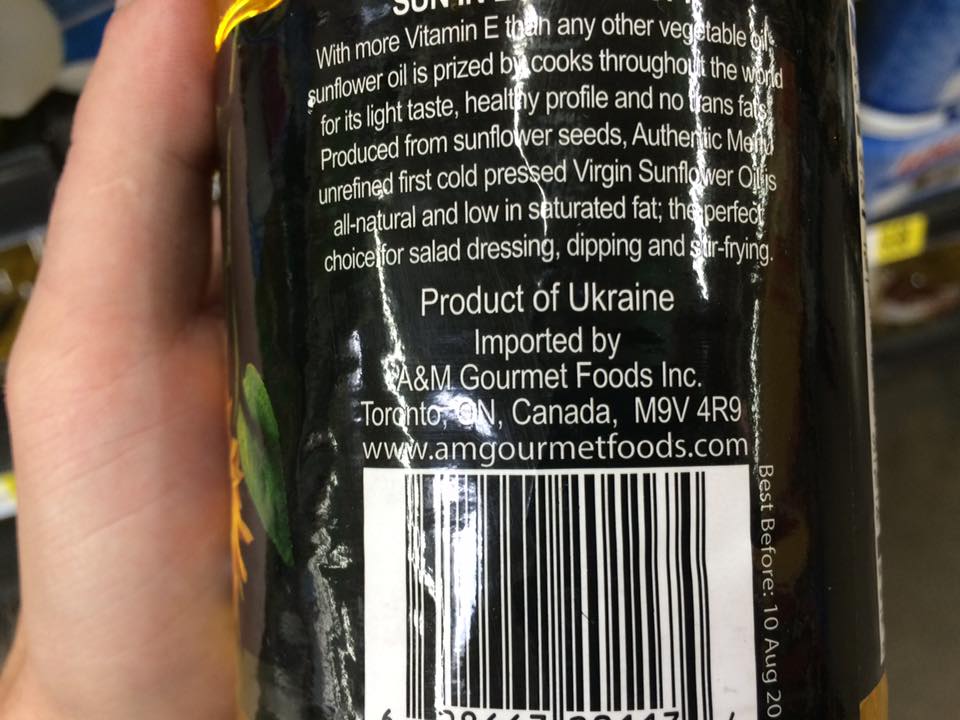 With more Vitamin E than any other vegetable oil,
sunflower oil is prized by cooks throughout the world
for its light taste, healthy profile and no trans fats.
Produced from sunflower seeds, Authentic Menu
unrefined first cold pressed Virgin Sunflower Oil is
all-natural and low in saturated fat; the perfect
choice for salad dressing, dipping and stir-frying.
Product of Ukraine
Imported by
A&M Gourmet Foods Inc.
Toronto, ON, Canada, M9V 4R9
www.amgourmetfoods.com
Best Before: 10 Aug 20